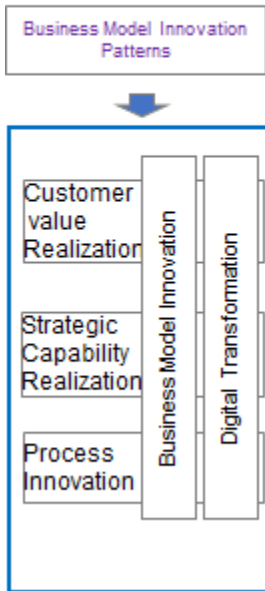 Business Model Innovation
Patterns
Customer
value
Realization
Strategic
Capability
Realization
Process
Innovation
Business Model Innovation
Digital Transformation